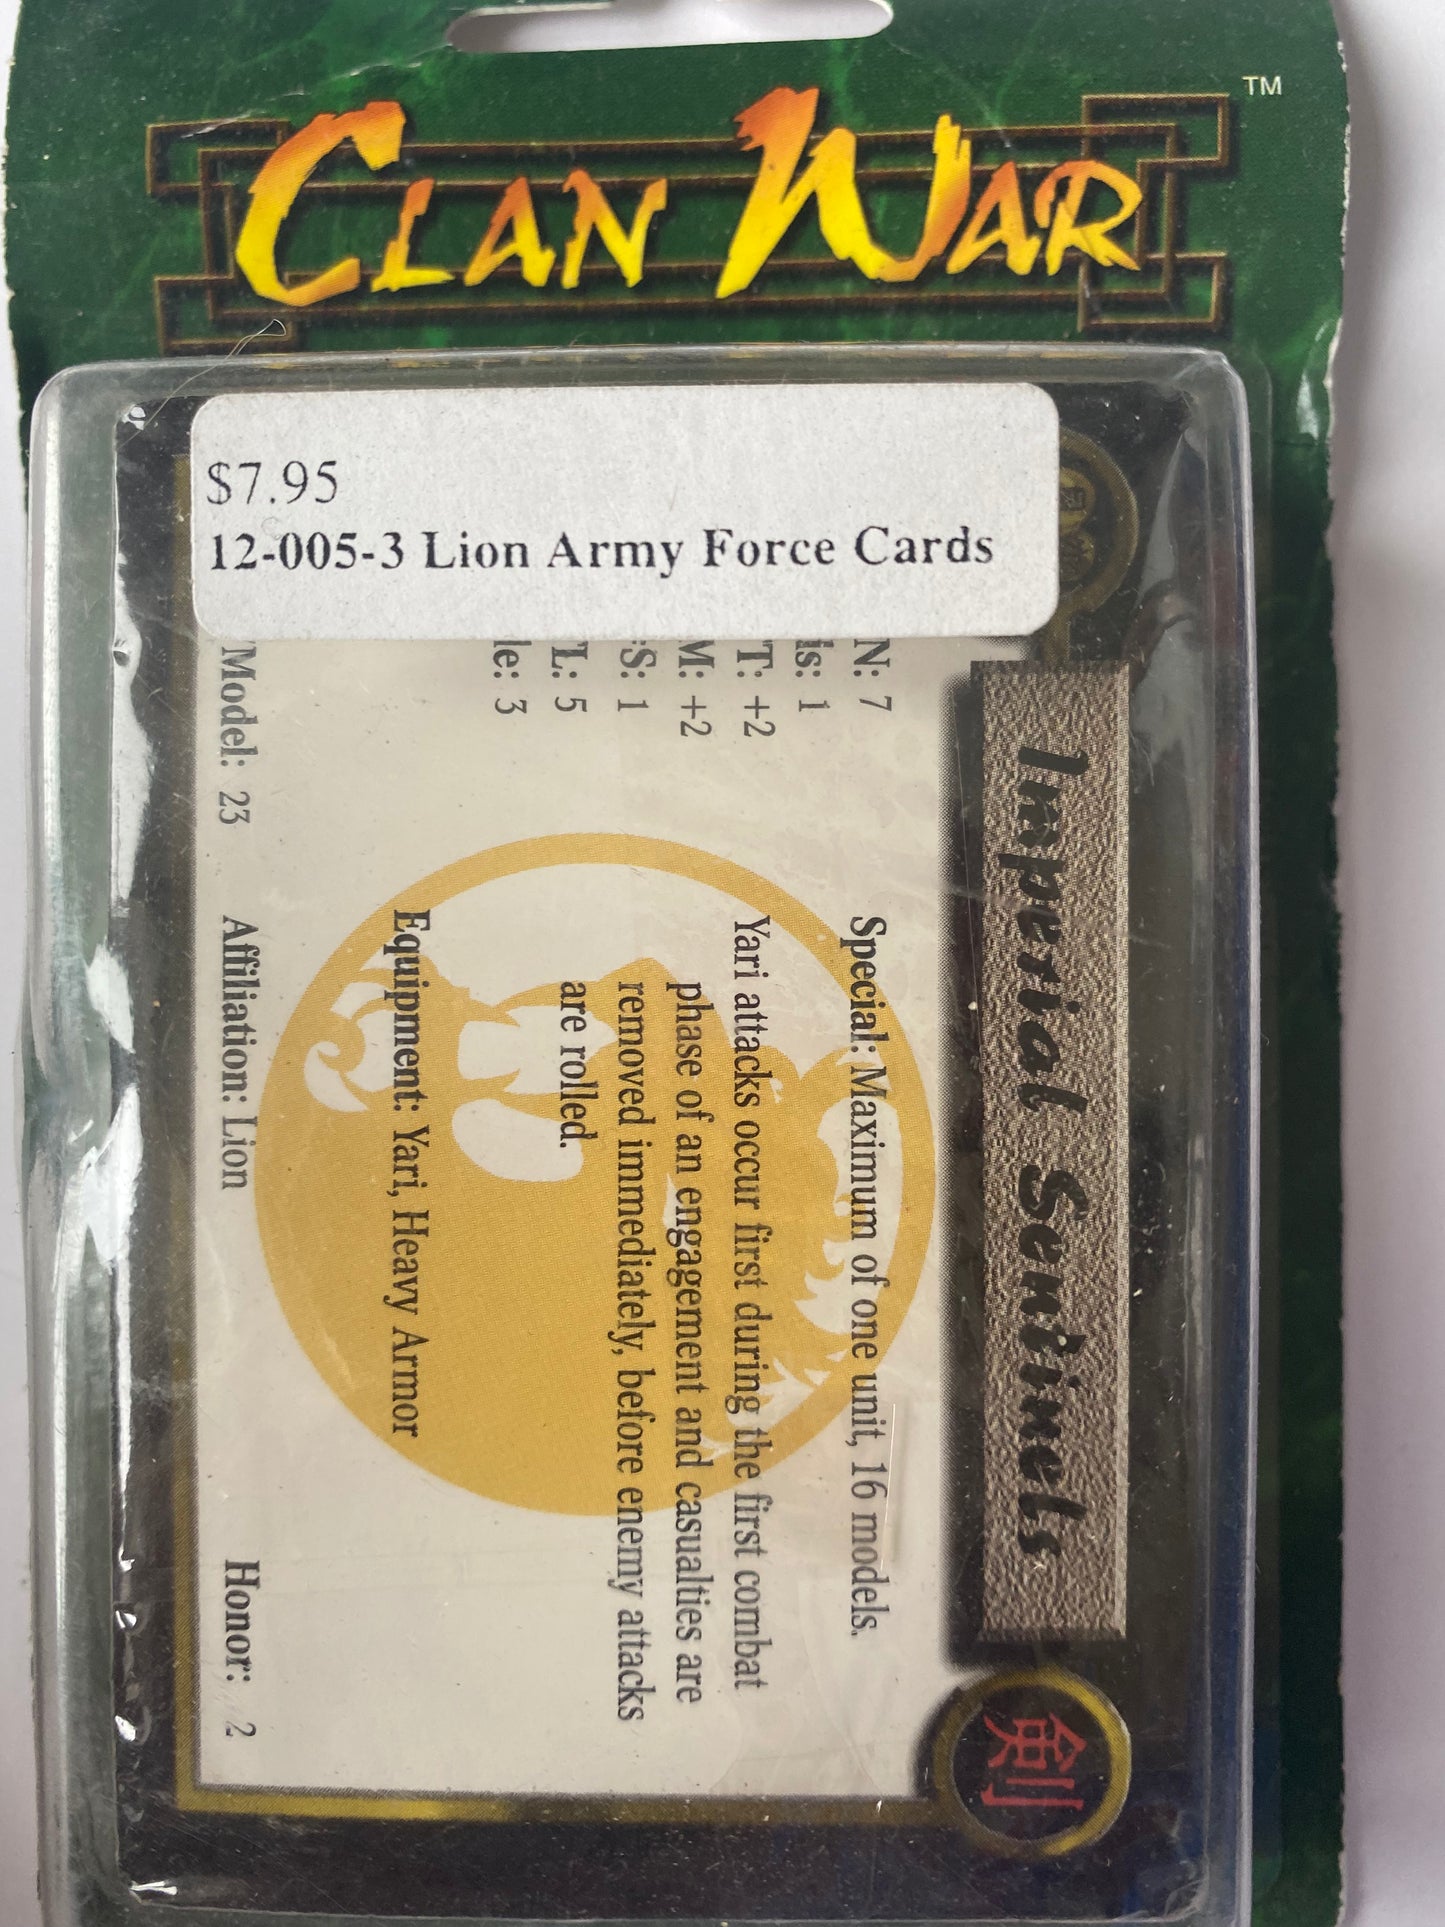 CLAN WAR™
$7.95
12-005-3 Lion Army Force Cards
Imperial Sentinels
N: 7
is: 1
T: +2
M: +2
S: 1
L: 5
le: 3
Special: Maximum of one unit, 16 models.
Yari attacks occur first during the first combat
phase of an engagement and casualties are
removed immediately, before enemy attacks
are rolled.
Equipment: Yari, Heavy Armor
Model: 23 Affiliation: Lion Honor: 2
剣